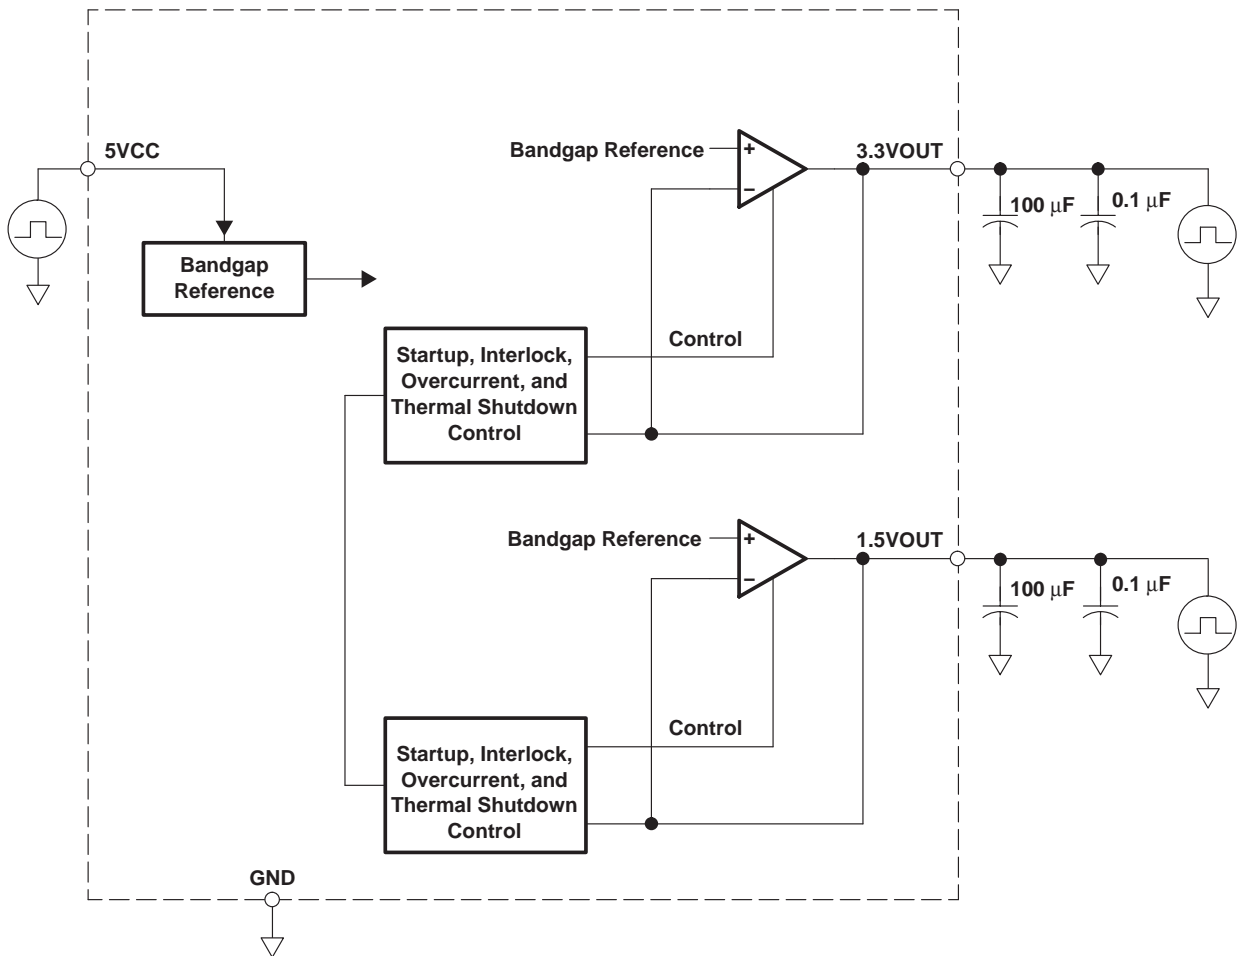 5VCC
Bandgap Reference
+
−
3.3VOUT
100 μF
0.1 μF
Bandgap
Reference
Control
Startup, Interlock,
Overcurrent, and
Thermal Shutdown
Control
Bandgap Reference
+
−
1.5VOUT
100 μF
0.1 μF
Control
Startup, Interlock,
Overcurrent, and
Thermal Shutdown
Control
GND